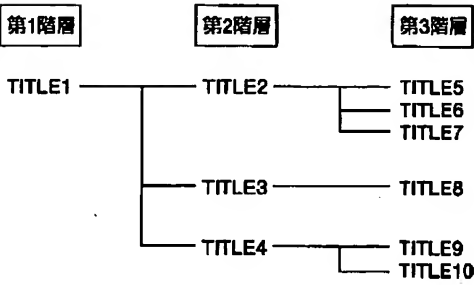 第1階層 第2階層 第3階層
TITLE1 TITLE2 TITLE5
TITLE6
TITLE7
TITLE3 TITLE8
TITLE4 TITLE9
TITLE10